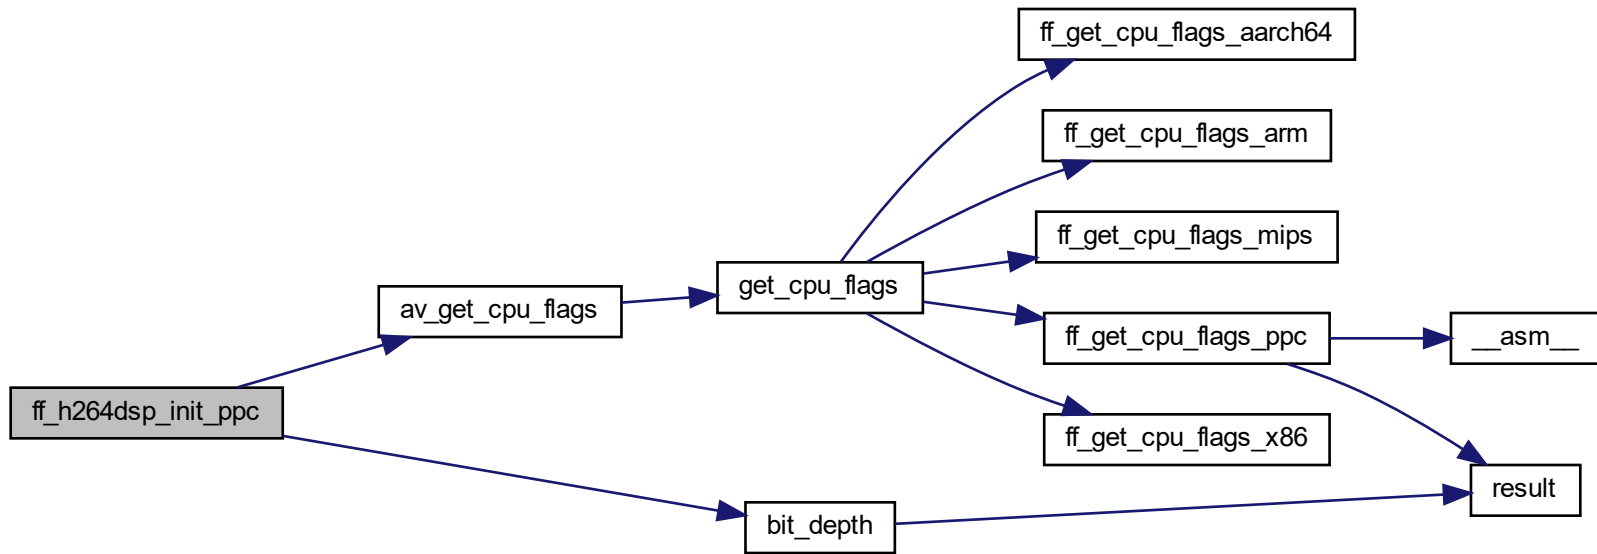 ff_get_cpu_flags_aarch64
ff_get_cpu_flags_arm
ff_get_cpu_flags_mips
get_cpu_flags
av_get_cpu_flags
ff_get_cpu_flags_ppc
__asm__
ff_h264dsp_init_ppc
ff_get_cpu_flags_x86
result
bit_depth